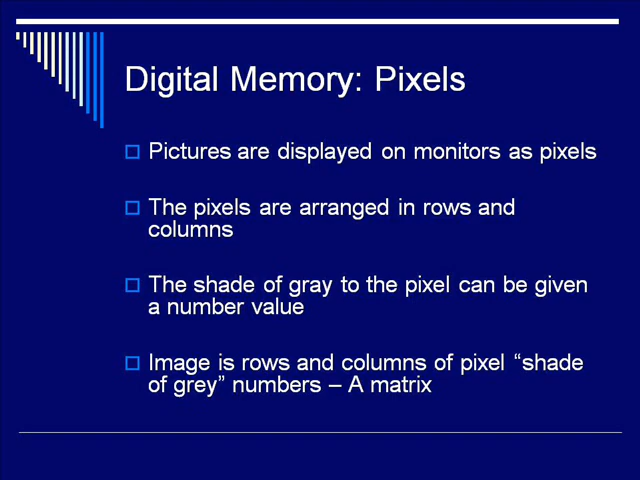 Digital Memory: Pixels
Pictures are displayed on monitors as pixels
The pixels are arranged in rows and
columns
The shade of gray to the pixel can be given
a number value
Image is rows and columns of pixel “shade
of grey” numbers – A matrix